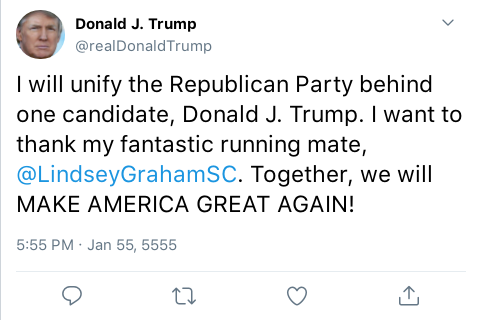 Donald J. Trump
@realDonaldTrump
I will unify the Republican Party behind
one candidate, Donald J. Trump. I want to
thank my fantastic running mate,
@LindseyGrahamSC. Together, we will
MAKE AMERICA GREAT AGAIN!
5:55 PM · Jan 55, 5555